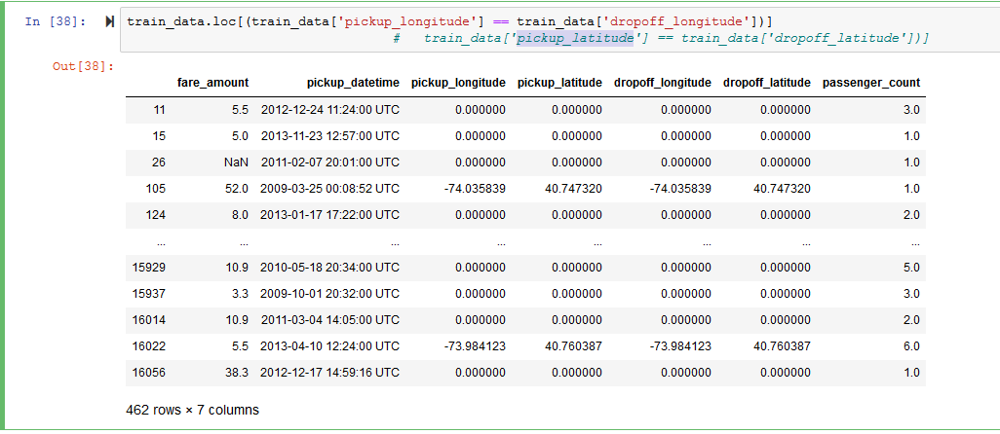 In [38]: train_data.loc[(train_data['pickup_longitude'] == train_data['dropoff_longitude'])]
# train_data['pickup_latitude'] == train_data['dropoff_latitude'])]
Out[38]:
fare_amount pickup_datetime pickup_longitude pickup_latitude dropoff_longitude dropoff_latitude passenger_count
11 5.5 2012-12-24 11:24:00 UTC 0.000000 0.000000 0.000000 0.000000 3.0
15 5.0 2013-11-23 12:57:00 UTC 0.000000 0.000000 0.000000 0.000000 1.0
26 NaN 2011-02-07 20:01:00 UTC 0.000000 0.000000 0.000000 0.000000 1.0
105 52.0 2009-03-25 00:08:52 UTC -74.035839 40.747320 -74.035839 40.747320 1.0
124 8.0 2013-01-17 17:22:00 UTC 0.000000 0.000000 0.000000 0.000000 2.0
... ... ... ... ... ... ... ...
15929 10.9 2010-05-18 20:34:00 UTC 0.000000 0.000000 0.000000 0.000000 5.0
15937 3.3 2009-10-01 20:32:00 UTC 0.000000 0.000000 0.000000 0.000000 3.0
16014 10.9 2011-03-04 14:05:00 UTC 0.000000 0.000000 0.000000 0.000000 2.0
16022 5.5 2013-04-10 12:24:00 UTC -73.984123 40.760387 -73.984123 40.760387 6.0
16056 38.3 2012-12-17 14:59:16 UTC 0.000000 0.000000 0.000000 0.000000 1.0
462 rows × 7 columns